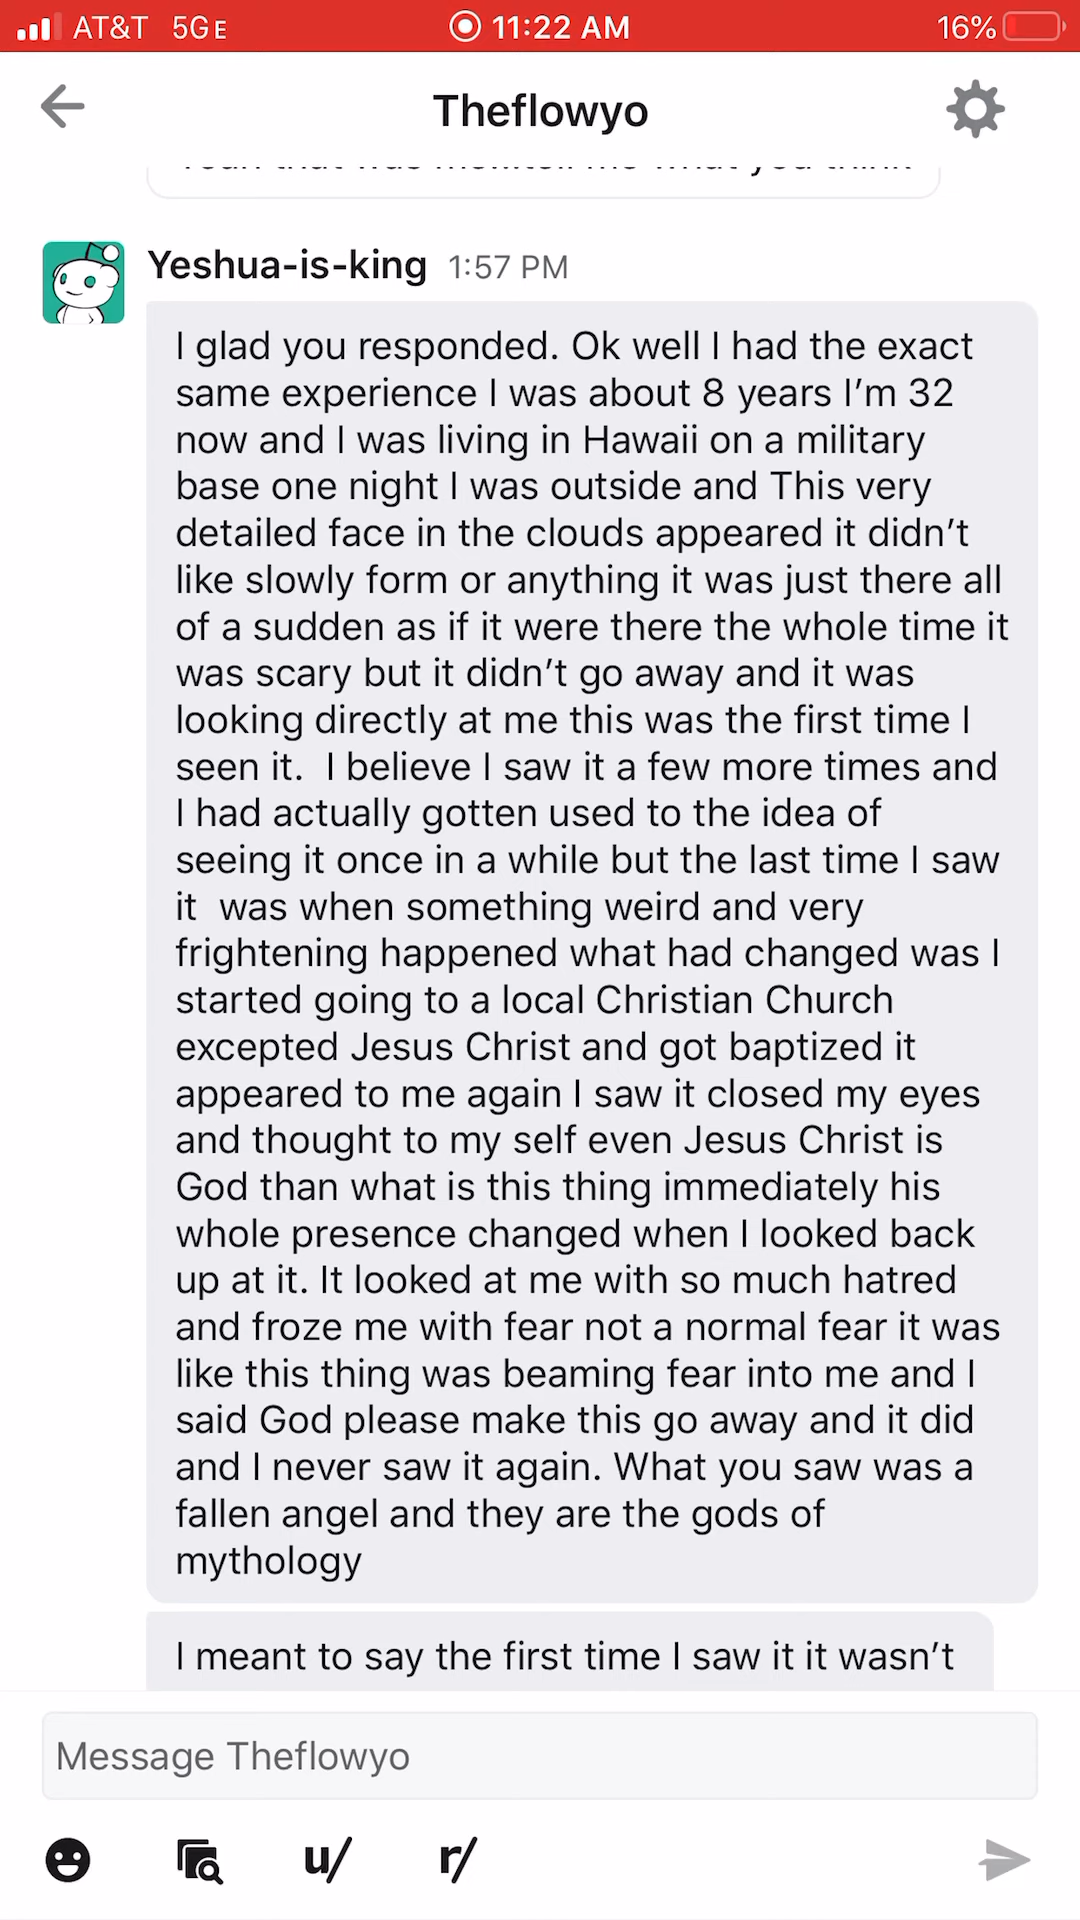 AT&T 5GE 11:22 AM 16%
Theflowyo
what you think
Yeshua-is-king 1:57 PM
I glad you responded. Ok well I had the exact
same experience I was about 8 years I'm 32
now and I was living in Hawaii on a military
base one night I was outside and This very
detailed face in the clouds appeared it didn't
like slowly form or anything it was just there all
of a sudden as if it were there the whole time it
was scary but it didn't go away and it was
looking directly at me this was the first time I
seen it.  I believe I saw it a few more times and
I had actually gotten used to the idea of
seeing it once in a while but the last time I saw
it  was when something weird and very
frightening happened what had changed was I
started going to a local Christian Church
excepted Jesus Christ and got baptized it
appeared to me again I saw it closed my eyes
and thought to my self even Jesus Christ is
God than what is this thing immediately his
whole presence changed when I looked back
up at it. It looked at me with so much hatred
and froze me with fear not a normal fear it was
like this thing was beaming fear into me and I
said God please make this go away and it did
and I never saw it again. What you saw was a
fallen angel and they are the gods of
mythology
I meant to say the first time I saw it it wasn't
Message Theflowyo
u/ r/